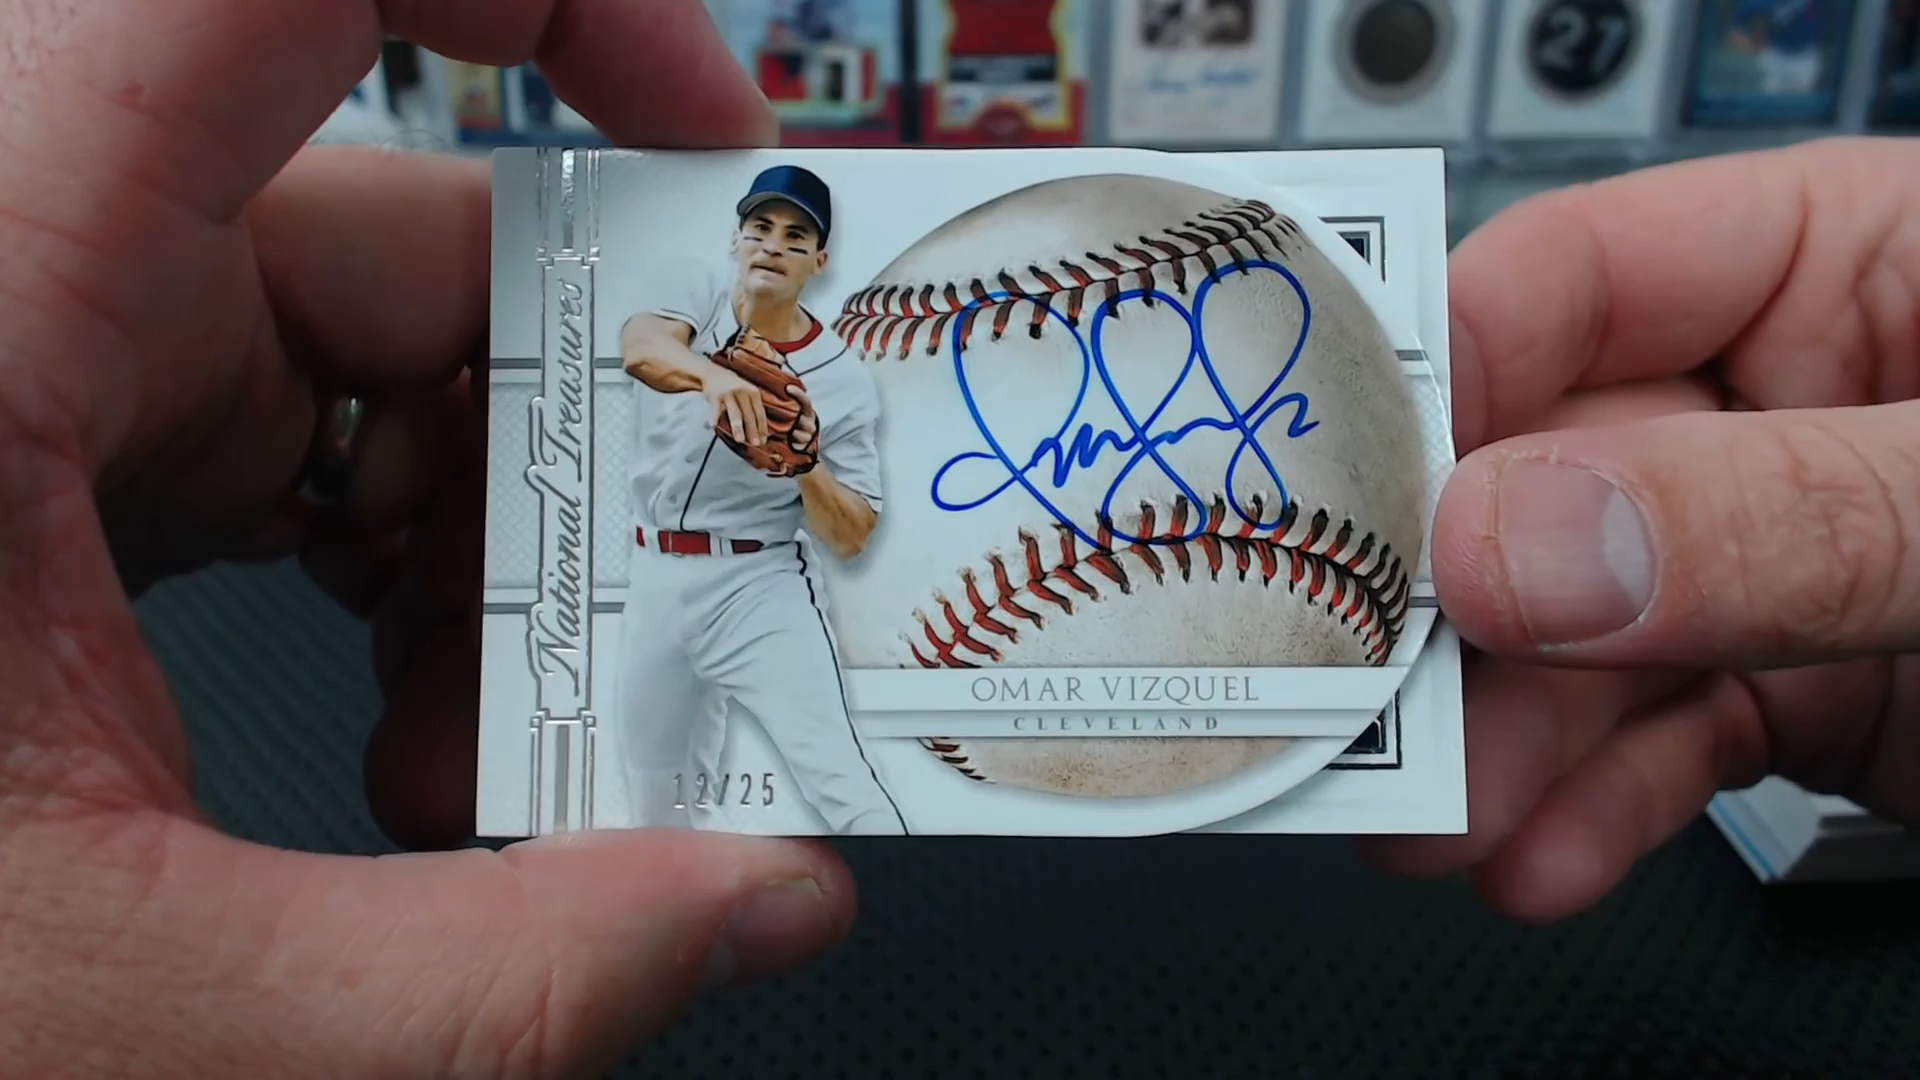 National Treasures
OMAR VIZQUEL
CLEVELAND
12/25
27